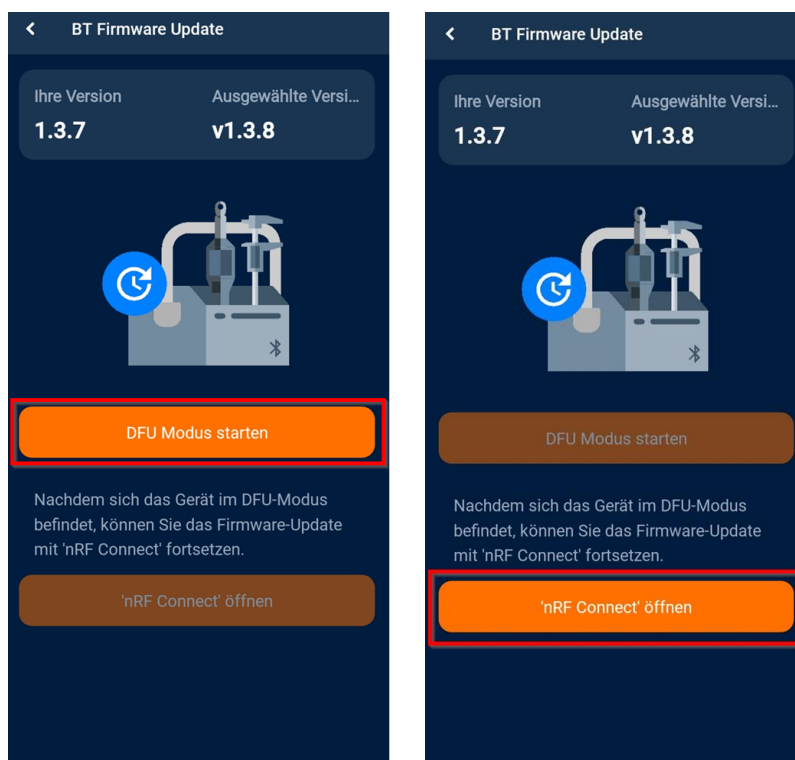 BT Firmware Update
Ihre Version
Ausgewählte Versi...
1.3.7
v1.3.8
DFU Modus starten
Nachdem sich das Gerät im DFU-Modus
befindet, können Sie das Firmware-Update
mit 'nRF Connect' fortsetzen.
'nRF Connect' öffnen
BT Firmware Update
Ihre Version
Ausgewählte Versi...
1.3.7
v1.3.8
DFU Modus starten
Nachdem sich das Gerät im DFU-Modus
befindet, können Sie das Firmware-Update
mit 'nRF Connect' fortsetzen.
'nRF Connect' öffnen